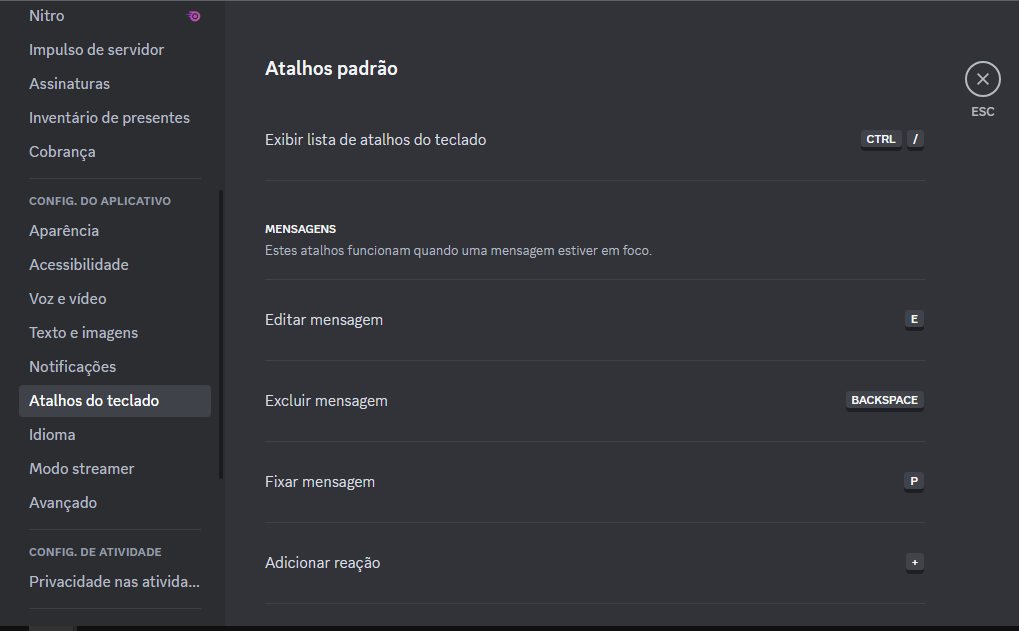 Nitro
Impulso de servidor
Assinaturas
Inventário de presentes
Cobrança
CONFIG. DO APLICATIVO
Aparência
Acessibilidade
Voz e vídeo
Texto e imagens
Notificações
Atalhos do teclado
Idioma
Modo streamer
Avançado
CONFIG. DE ATIVIDADE
Privacidade nas ativida...
Atalhos padrão
ESC
Exibir lista de atalhos do teclado CTRL /
MENSAGENS
Estes atalhos funcionam quando uma mensagem estiver em foco.
Editar mensagem E
Excluir mensagem BACKSPACE
Fixar mensagem P
Adicionar reação +